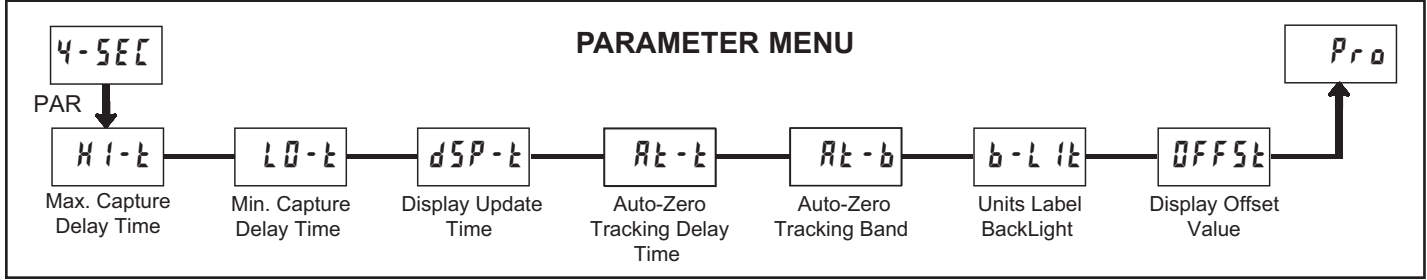 4-SEC
PARAMETER MENU
Pro
PAR
HI-t
LO-t
dSP-t
At-t
At-b
b-LIt
OFFSt
Max. Capture
Delay Time
Min. Capture
Delay Time
Display Update
Time
Auto-Zero
Tracking Delay
Time
Auto-Zero
Tracking Band
Units Label
BackLight
Display Offset
Value